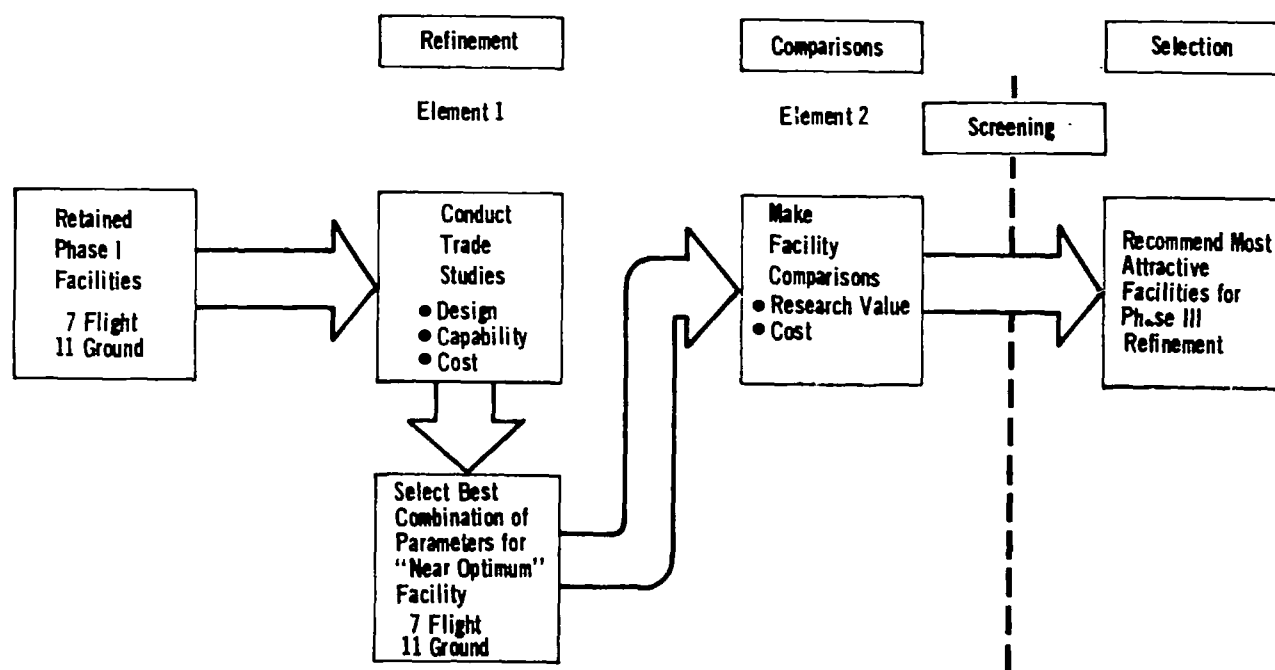 Refinement
Comparisons
Selection
Element 1
Element 2
Screening
Retained
Phase I
Facilities
7 Flight
11 Ground
Conduct
Trade
Studies
● Design
● Capability
● Cost
Select Best
Combination of
Parameters for
"Near Optimum"
Facility
7 Flight
11 Ground
Make
Facility
Comparisons
● Research Value
● Cost
Recommend Most
Attractive
Facilities for
Phase III
Refinement